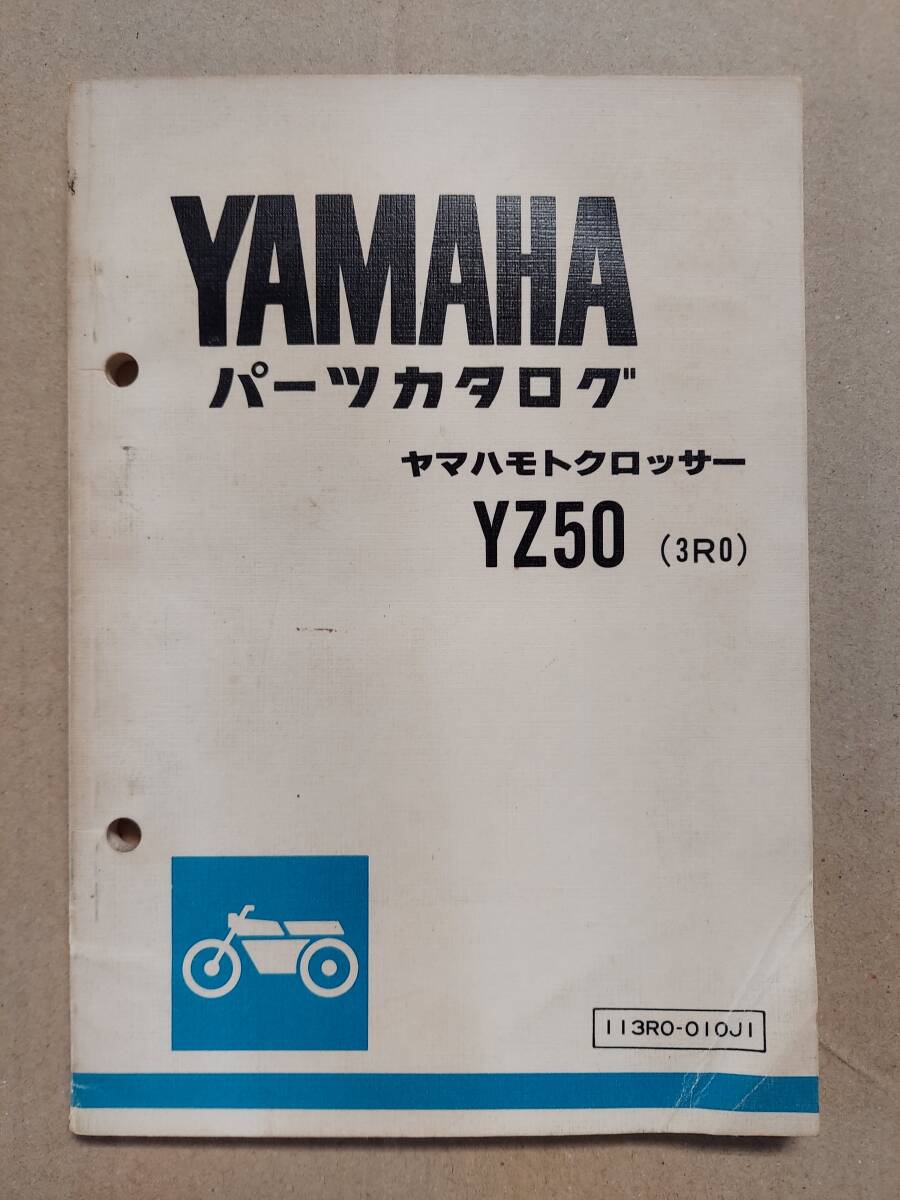 YAMAHA
パーツカタログ
ヤマハモトクロッサー
YZ50 (3R0)
113R0-010J1